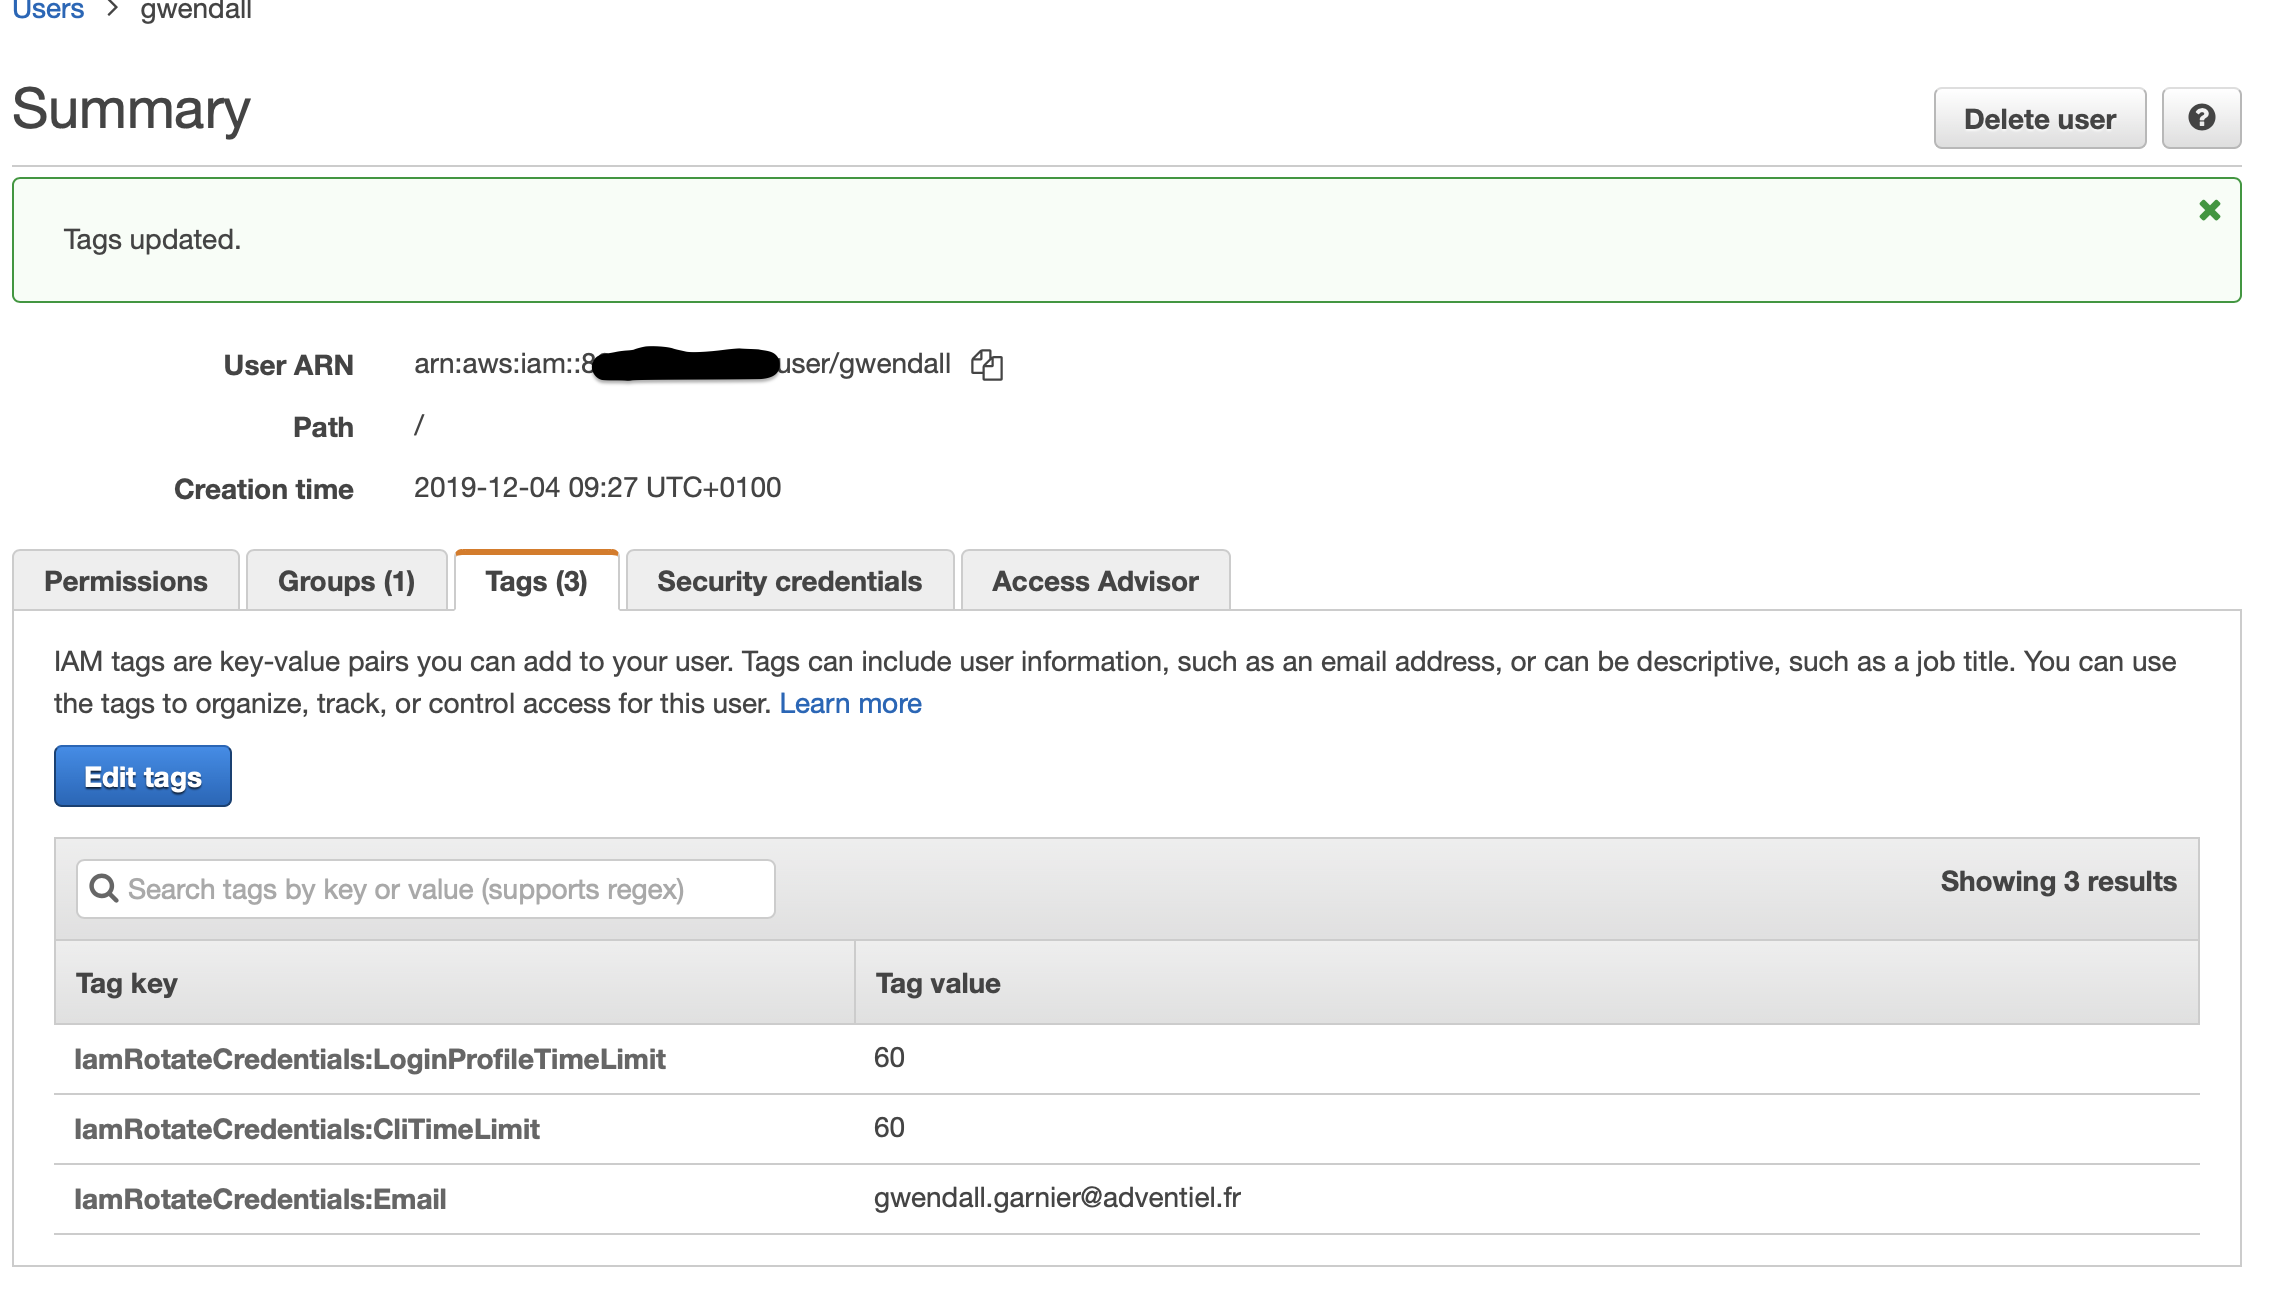 Users > gwendall
Summary
Delete user
?
Tags updated.
User ARN arn:aws:iam::8 user/gwendall
Path /
Creation time 2019-12-04 09:27 UTC+0100
Permissions Groups (1) Tags (3) Security credentials Access Advisor
IAM tags are key-value pairs you can add to your user. Tags can include user information, such as an email address, or can be descriptive, such as a job title. You can use
the tags to organize, track, or control access for this user. Learn more
Edit tags
Search tags by key or value (supports regex)
Showing 3 results
Tag key Tag value
IamRotateCredentials:LoginProfileTimeLimit 60
IamRotateCredentials:CliTimeLimit 60
IamRotateCredentials:Email gwendall.garnier@adventiel.fr